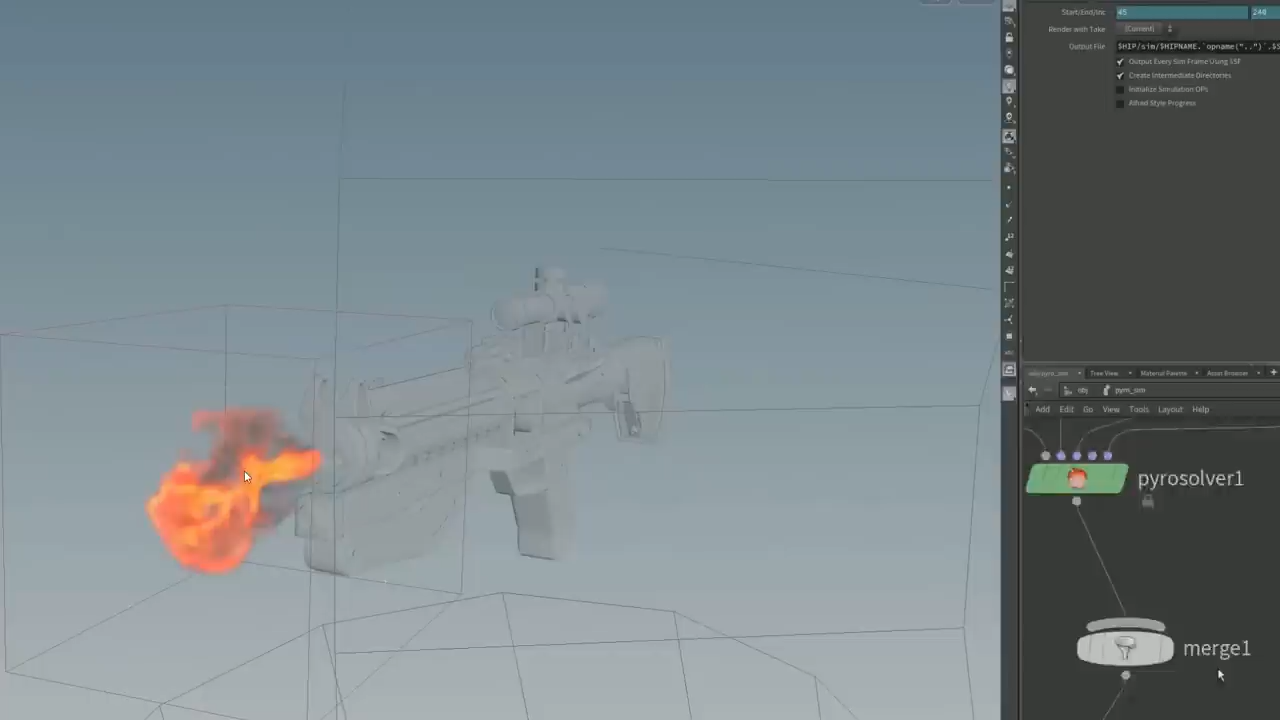 Start/End/Inc 45 240
Render with Take (Current)
Output File $HIP/sim/$HIPNAME.`opname("..")`.$S
Output Every Sim Frame Using $SF
Create Intermediate Directories
Initialize Simulation OPs
Alfred Style Progress
Tree View Material Palette Asset Browser
obj pyro_sim
Add Edit Go View Tools Layout Help
pyrosolver1
merge1